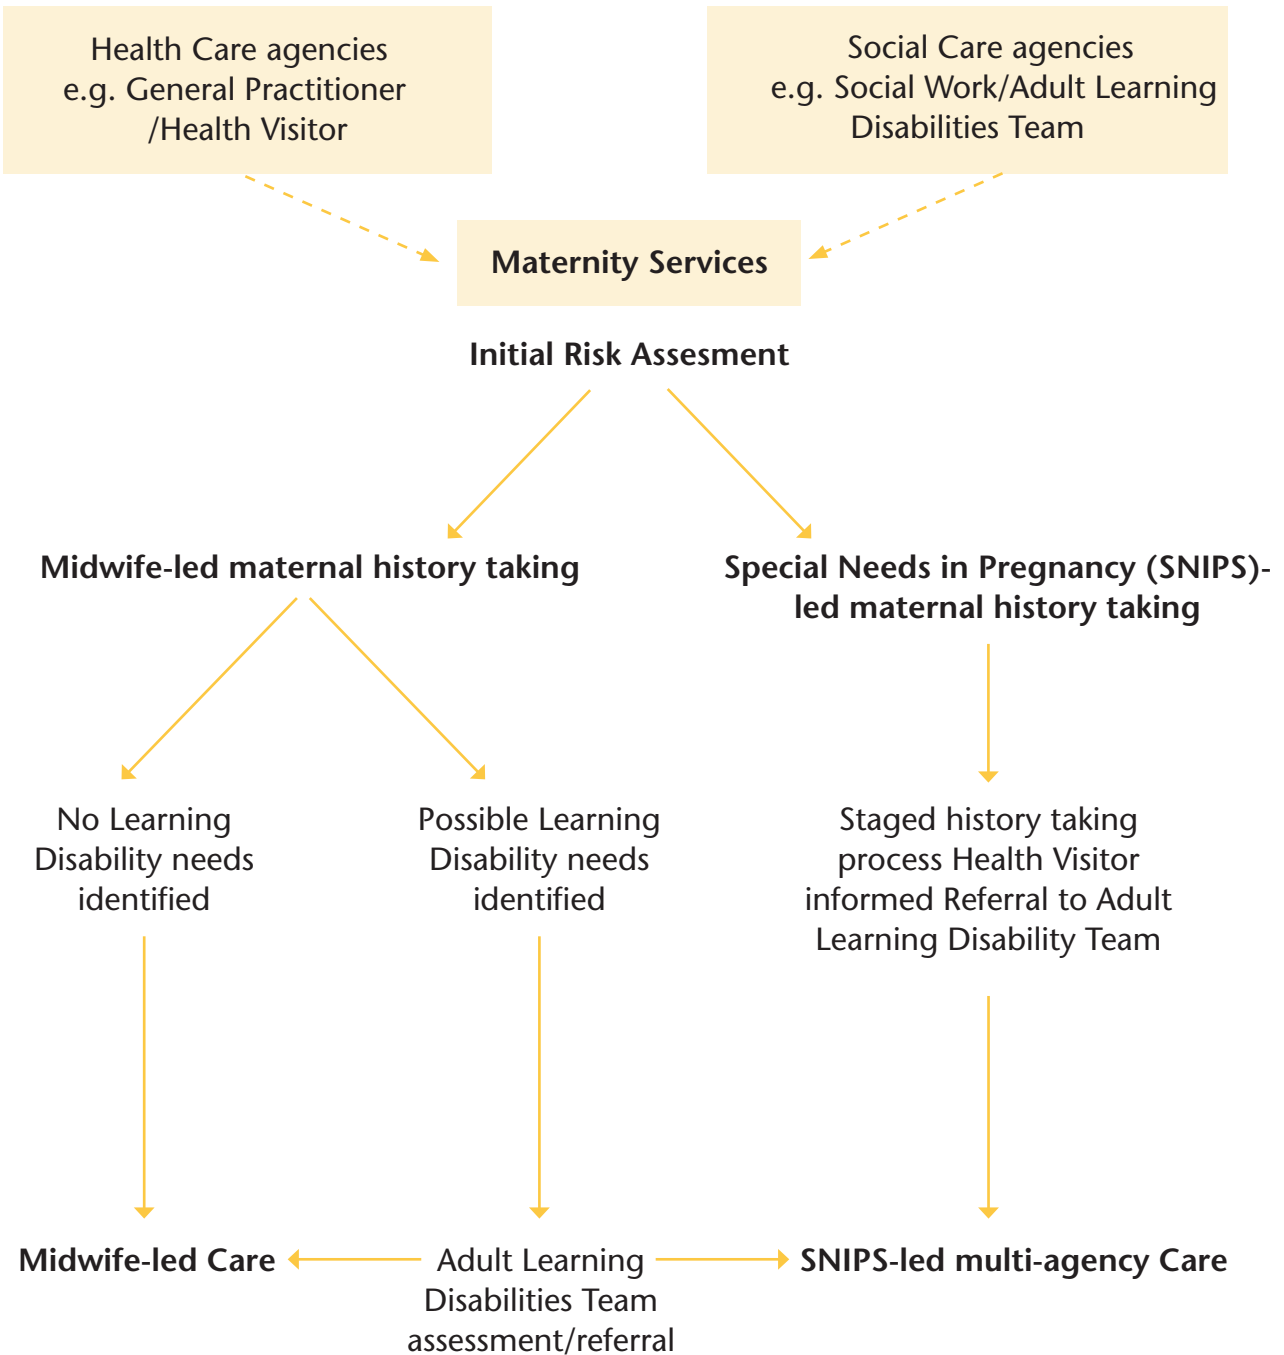 Health Care agencies
e.g. General Practitioner
/Health Visitor
Social Care agencies
e.g. Social Work/Adult Learning
Disabilities Team
Maternity Services
Initial Risk Assesment
Midwife-led maternal history taking
Special Needs in Pregnancy (SNIPS)-
led maternal history taking
No Learning
Disability needs
identified
Possible Learning
Disability needs
identified
Staged history taking
process Health Visitor
informed Referral to Adult
Learning Disability Team
Midwife-led Care
Adult Learning
Disabilities Team
assessment/referral
SNIPS-led multi-agency Care